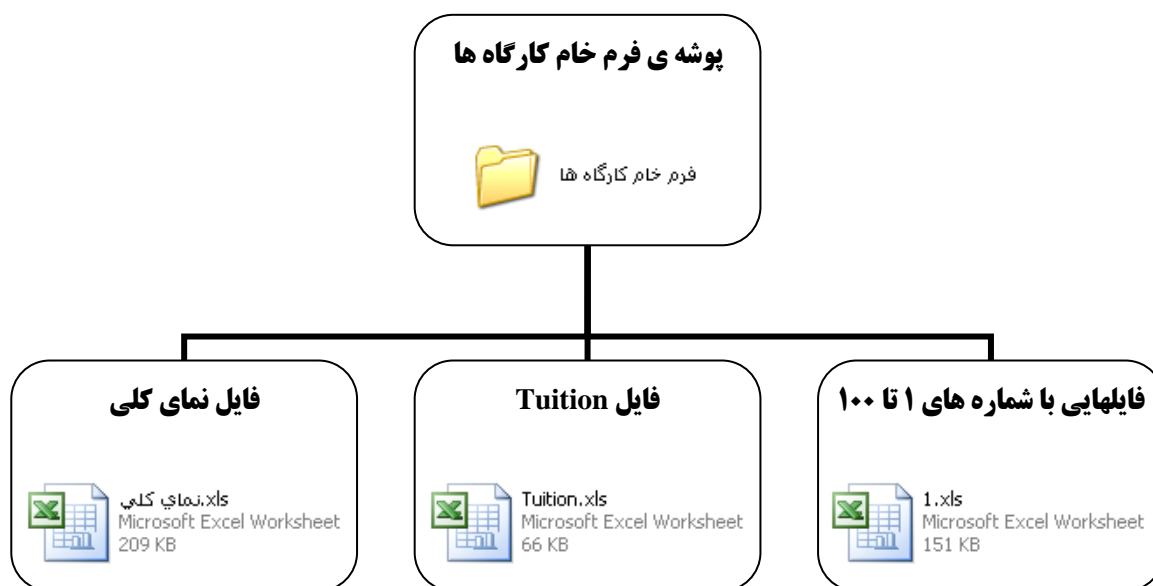 پوشه ی فرم خام کارگاه ها
فرم خام کارگاه ها
فایلهایی با شماره های ۱ تا ۱۰۰
1.xls
Microsoft Excel Worksheet
151 KB
فایل Tuition
Tuition.xls
Microsoft Excel Worksheet
66 KB
فایل نمای کلی
نماي کلي.xls
Microsoft Excel Worksheet
209 KB